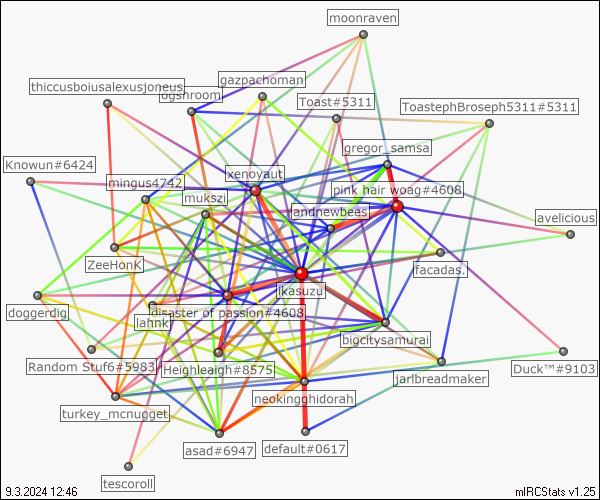 moonraven
thiccusboiusalexusjoneus
gazpachoman
ogshroom
Toast#5311
ToastephBroseph5311#5311
gregor_samsa
Knowun#6424
xenoyaut
mingus4742
pink hair woag#4608
mukszi
landnewbees
avelicious
ZeeHonK
facadas.
ikasuzu
doggerdig
disaster of passion#4608
lahnk
bigcitysamurai
Random Stuf6#5983
Heighleigh#8575
Duck™#9103
jarlbreadmaker
neokingghidorah
turkey_mcnugget
default#0617
asad#6947
tescoroll
9.3.2024 12:46
mIRCStats v1.25